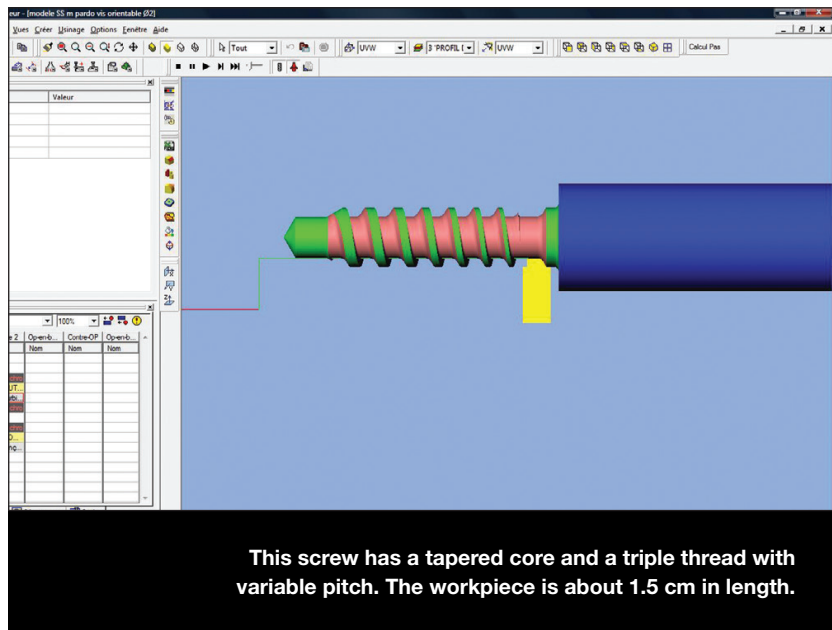 eur - [modele SS m pardo vis orientable Ø2]
Vues Créer Usinage Options Fenêtre Aide
Tout UVW 3 'PROFIL ( UVW Calcul Pas
Valeur
100%
e 2 Op-en-b... Contre-OP Op-en-b...
Nom Nom Nom
This screw has a tapered core and a triple thread with
variable pitch. The workpiece is about 1.5 cm in length.